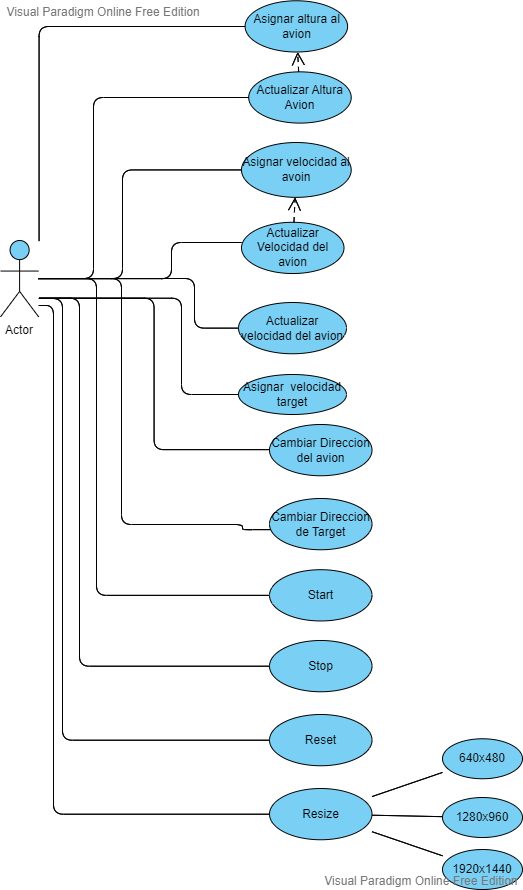 Visual Paradigm Online Free Edition
Asignar altura al
avion
Actualizar Altura
Avion
Asignar velocidad al
avoin
Actualizar
Velocidad del
avion
Actor
Actualizar
velocidad del avion
Asignar velocidad
target
Cambiar Direccion
del avion
Cambiar Direccion
de Target
Start
Stop
Reset
640x480
Resize
1280x960
1920x1440
Visual Paradigm Online Free Edition